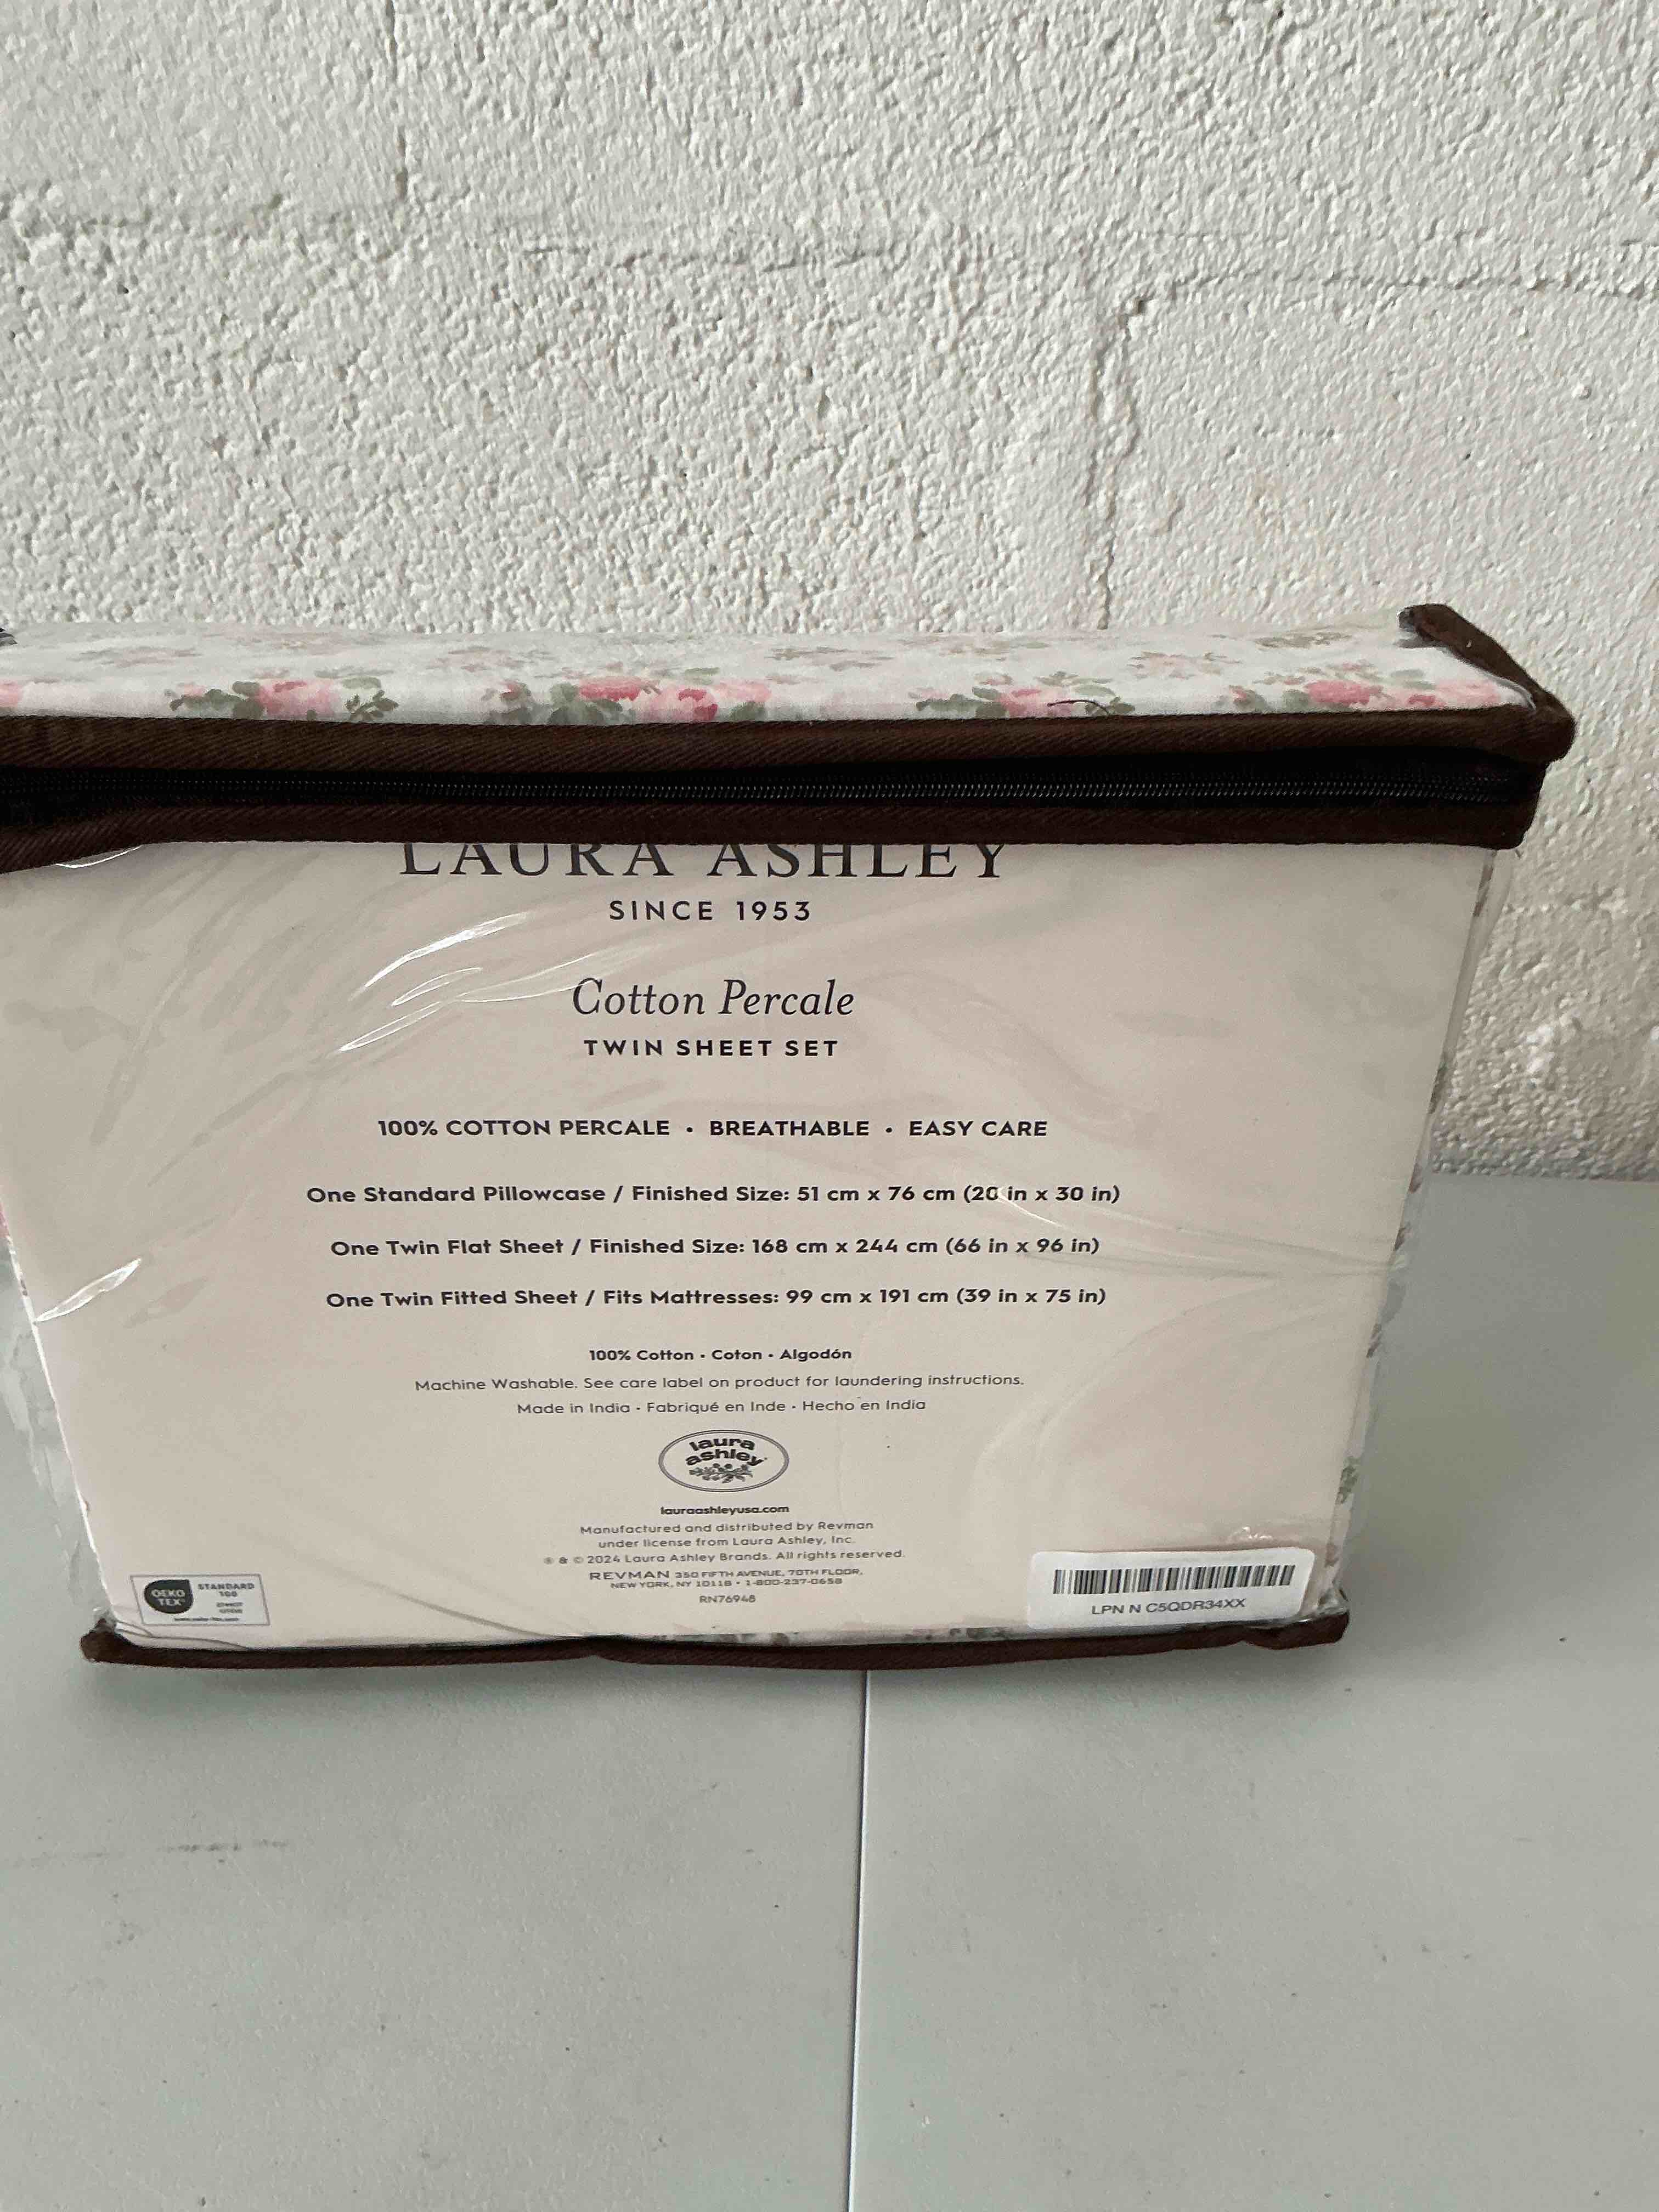 LAURA ASHLEY
SINCE 1953
Cotton Percale
TWIN SHEET SET
100% COTTON PERCALE • BREATHABLE • EASY CARE
One Standard Pillowcase / Finished Size: 51 cm x 76 cm (20 in x 30 in)
One Twin Flat Sheet / Finished Size: 168 cm x 244 cm (66 in x 96 in)
One Twin Fitted Sheet / Fits Mattresses: 99 cm x 191 cm (39 in x 75 in)
100% Cotton • Coton • Algodón
Machine Washable. See care label on product for laundering instructions.
Made in India • Fabriqué en Inde • Hecho en India
laura
ashley
lauraashleyusa.com
Manufactured and distributed by Revman
under license from Laura Ashley, Inc.
® & © 2024 Laura Ashley Brands. All rights reserved.
REVMAN 350 FIFTH AVENUE, 70TH FLOOR,
NEW YORK, NY 10118 • 1-800-237-0658
RN76948
OEKO
TEX®
STANDARD
100
LPN N C5QDR34XX